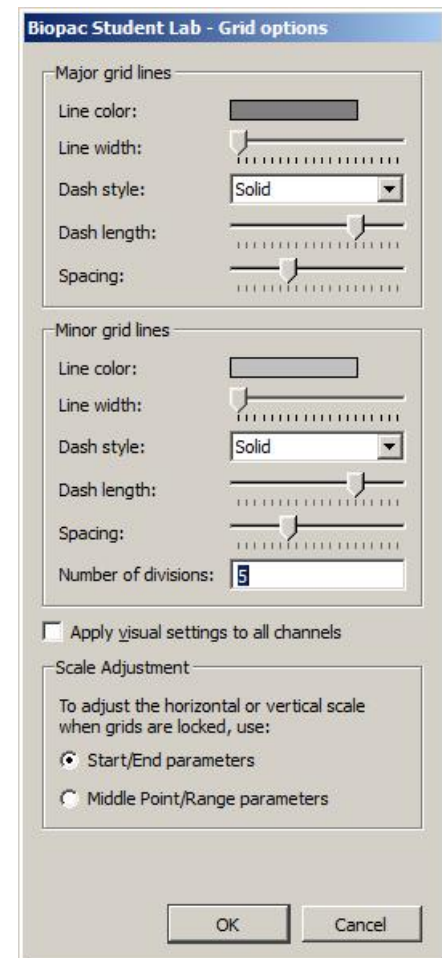 Biopac Student Lab - Grid options
Major grid lines
Line color:
Line width:
Dash style: Solid
Dash length:
Spacing:
Minor grid lines
Line color:
Line width:
Dash style: Solid
Dash length:
Spacing:
Number of divisions: 5
Apply visual settings to all channels
Scale Adjustment
To adjust the horizontal or vertical scale
when grids are locked, use:
Start/End parameters
Middle Point/Range parameters
OK Cancel